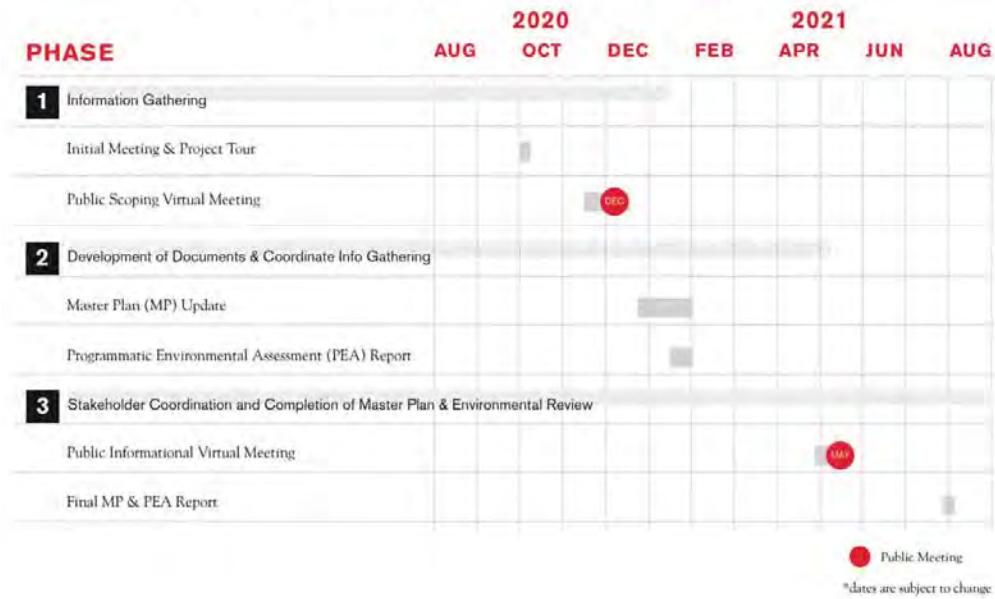 2020 2021
PHASE AUG OCT DEC FEB APR JUN AUG
1 Information Gathering
Initial Meeting & Project Tour
Public Scoping Virtual Meeting DEC
2 Development of Documents & Coordinate Info Gathering
Master Plan (MP) Update
Programmatic Environmental Assessment (PEA) Report
3 Stakeholder Coordination and Completion of Master Plan & Environmental Review
Public Informational Virtual Meeting MAY
Final MP & PEA Report
Public Meeting
*dates are subject to change